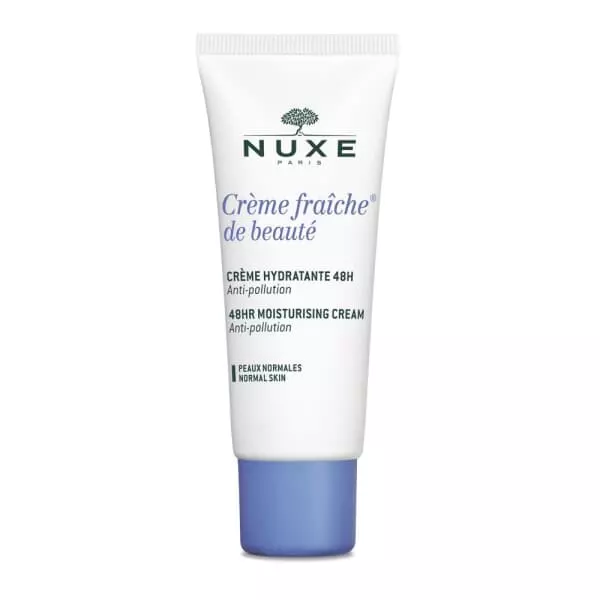 NUXE
PARIS
Crème fraîche®
de beauté
CRÈME HYDRATANTE 48H
Anti-pollution
48HR MOISTURISING CREAM
Anti-pollution
PEAUX NORMALES
NORMAL SKIN